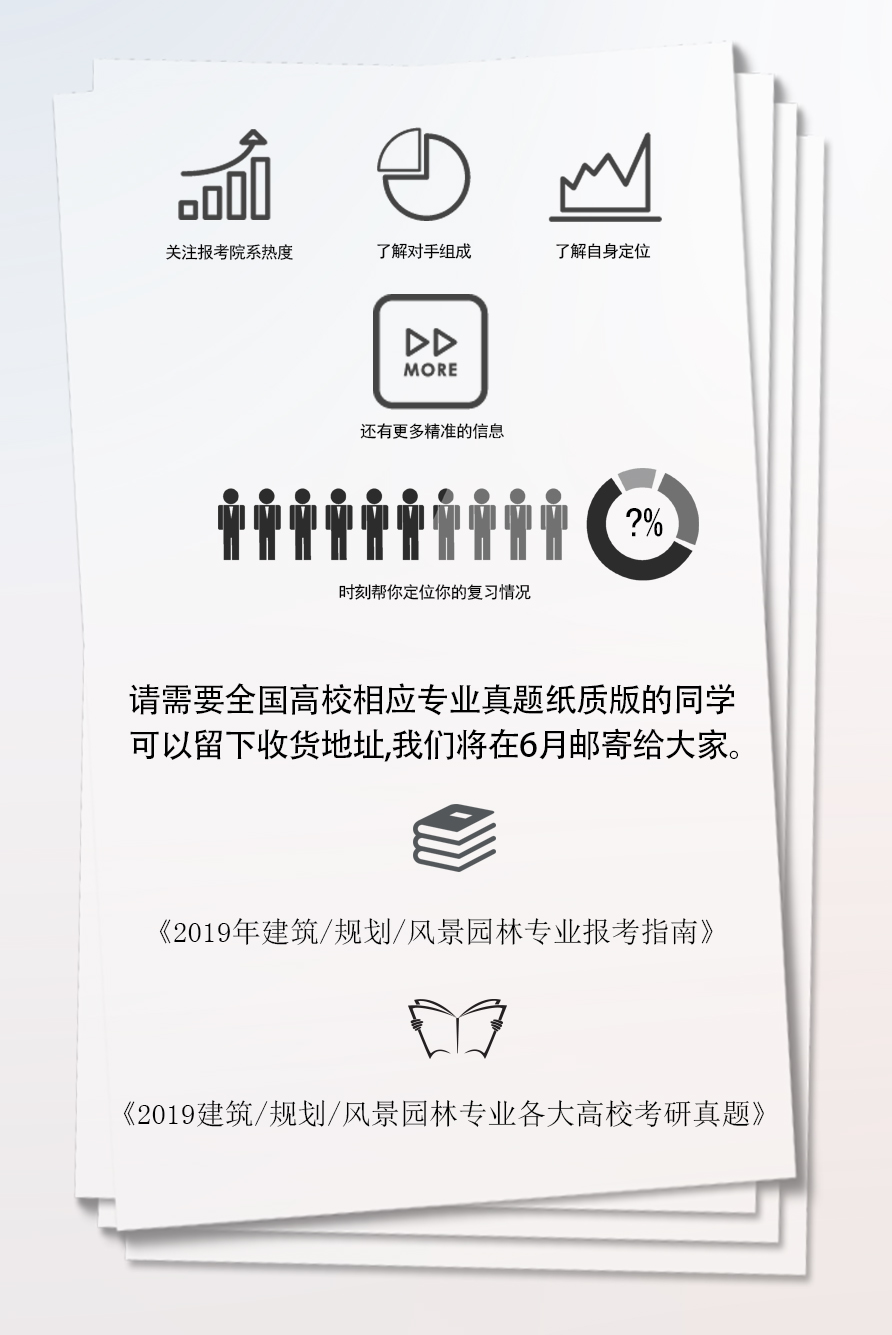 关注报考院系热度
了解对手组成
了解自身定位
MORE
还有更多精准的信息
?%
时刻帮你定位你的复习情况
请需要全国高校相应专业真题纸质版的同学
可以留下收货地址,我们将在6月邮寄给大家。
《2019年建筑/规划/风景园林专业报考指南》
《2019建筑/规划/风景园林专业各大高校考研真题》